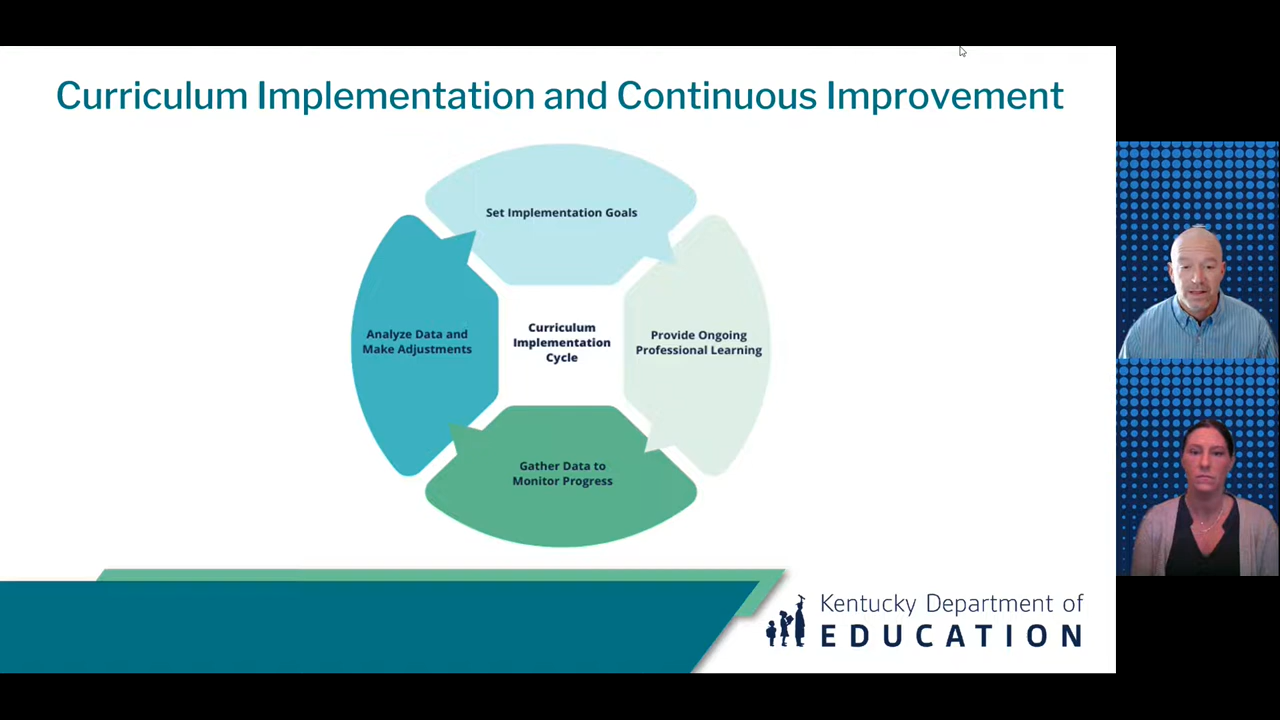 Curriculum Implementation and Continuous Improvement
Set Implementation Goals
Analyze Data and
Make Adjustments
Curriculum
Implementation
Cycle
Provide Ongoing
Professional Learning
Gather Data to
Monitor Progress
Kentucky Department of
EDUCATION